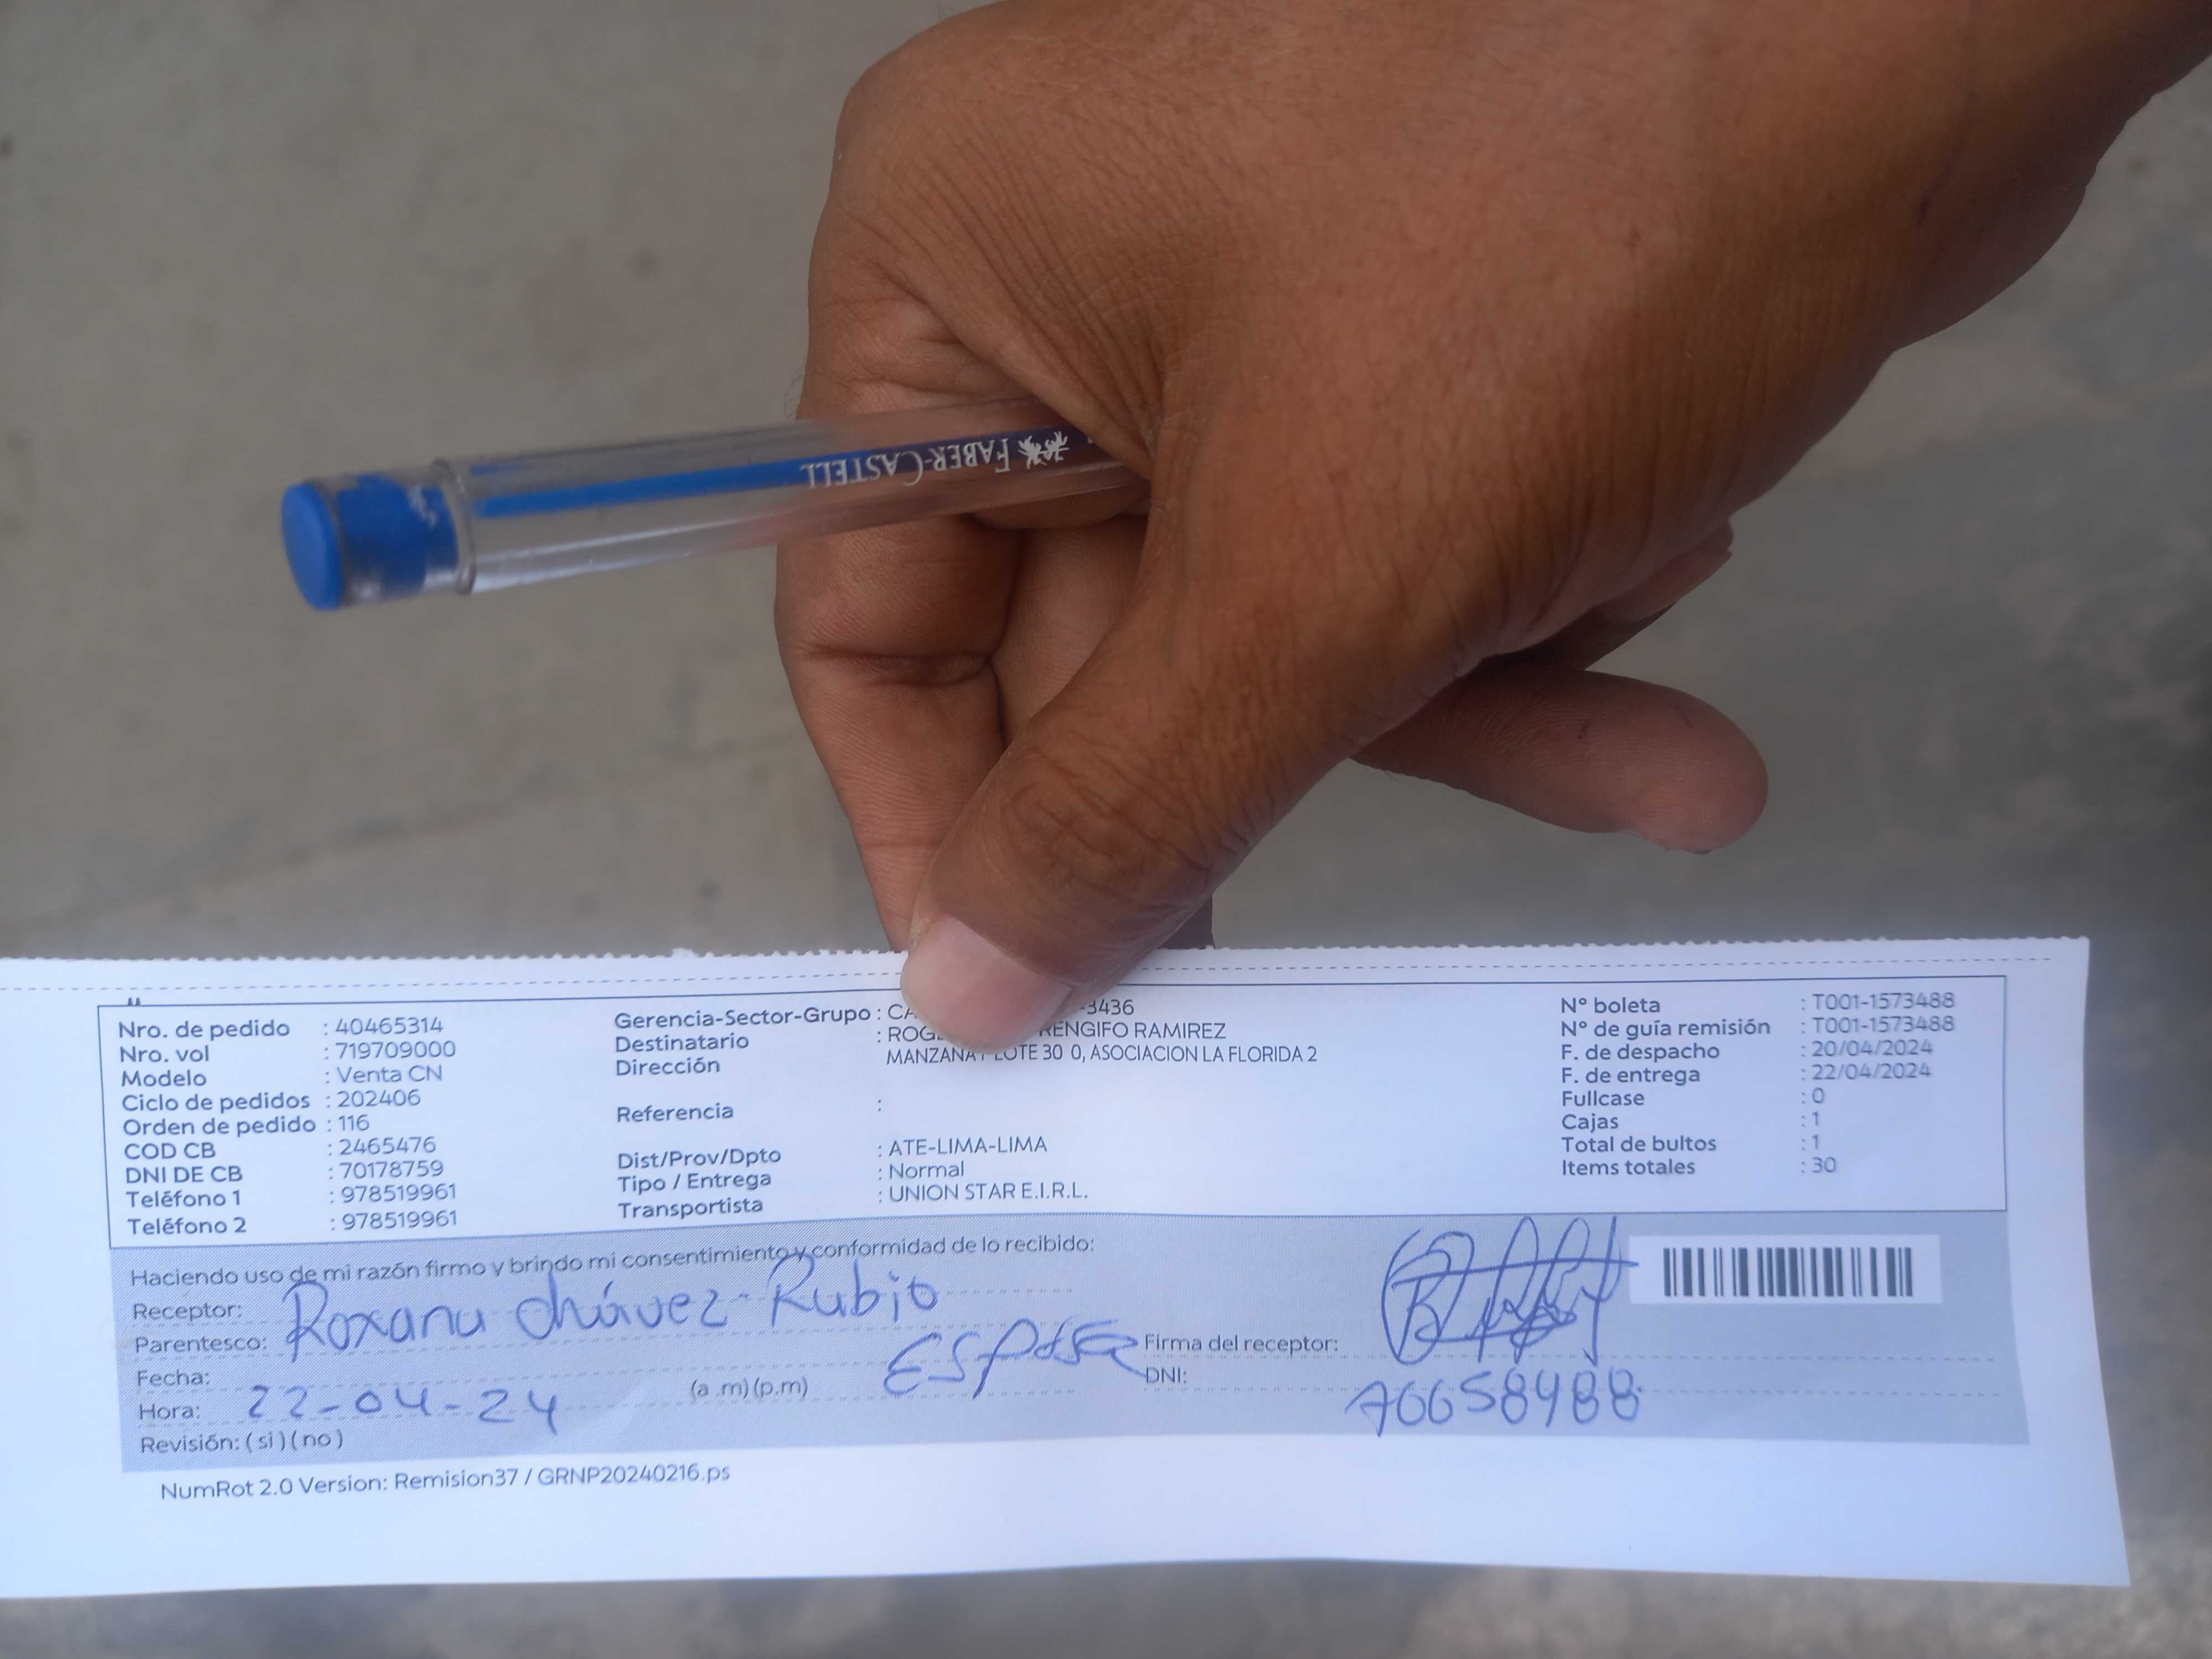 FABER-CASTELL
Nro. de pedido : 40465314
Nro. vol : 719709000
Modelo : Venta CN
Ciclo de pedidos : 202406
Orden de pedido : 116
COD CB : 2465476
DNI DE CB : 70178759
Teléfono 1 : 978519961
Teléfono 2 : 978519961
Gerencia-Sector-Grupo : -3436
Destinatario : RENGIFO RAMIREZ
Dirección MANZANA LOTE 30 0, ASOCIACION LA FLORIDA 2
Referencia :
Dist/Prov/Dpto : ATE-LIMA-LIMA
Tipo / Entrega : Normal
Transportista : UNION STAR E.I.R.L.
N° boleta : T001-1573488
N° de guía remisión : T001-1573488
F. de despacho : 20/04/2024
F. de entrega : 22/04/2024
Fullcase : 0
Cajas : 1
Total de bultos : 1
Items totales : 30
Haciendo uso de mi razón firmo y brindo mi consentimiento y conformidad de lo recibido:
Receptor: Roxana Chávez Rubio
Parentesco: Esposa
Fecha: 22-04-24
Hora: (a.m)(p.m)
Revisión: (si)(no)
Firma del receptor:
DNI: 70658488
NumRot 2.0 Version: Remision37 / GRNP20240216.ps